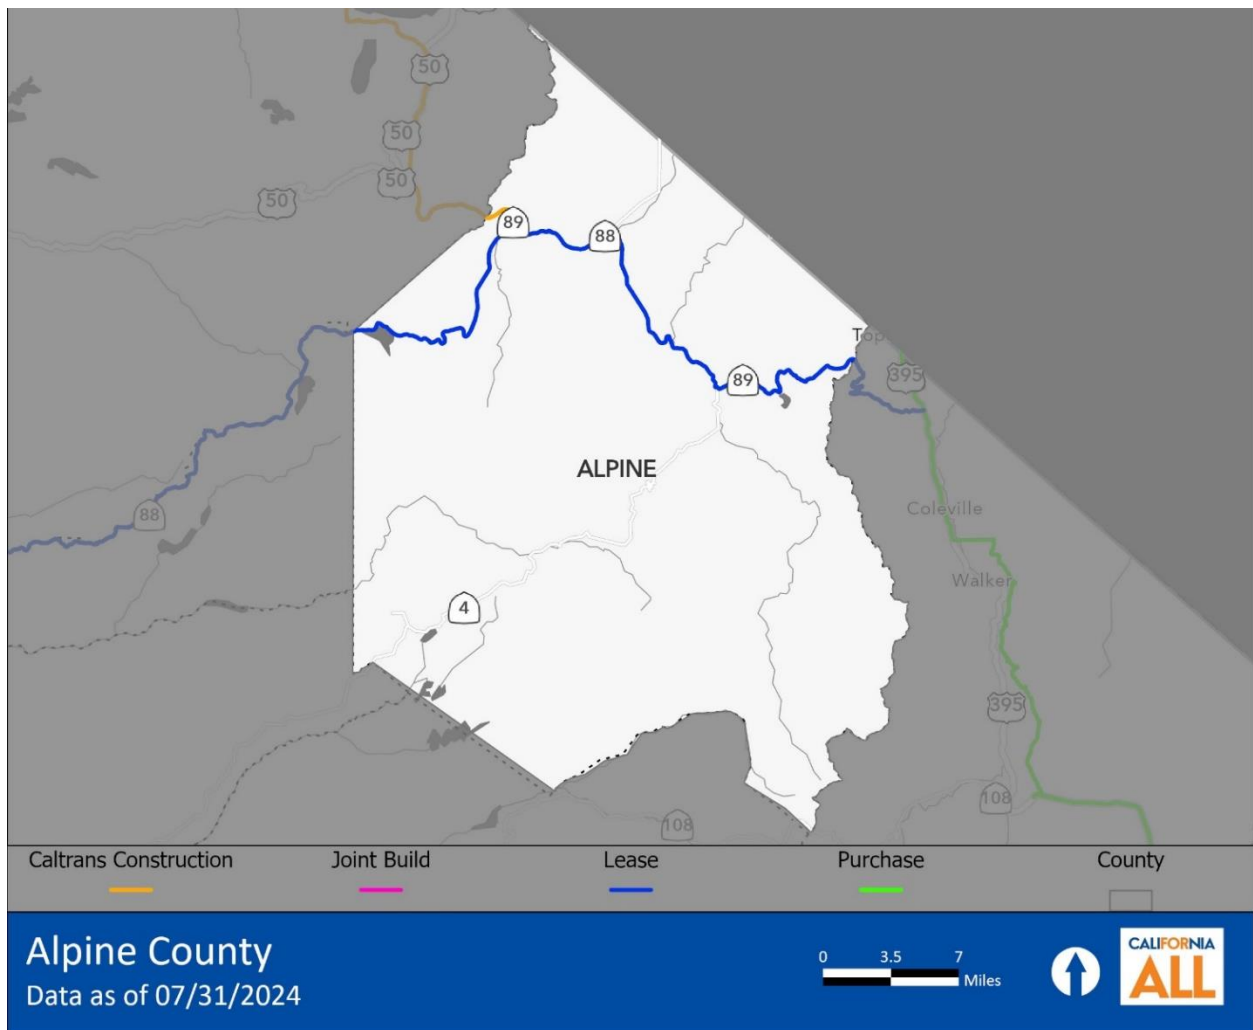 50
50
50
50
89
88
Top
395
89
ALPINE
88
Coleville
Walker
4
395
108
108
Caltrans Construction
Joint Build
Lease
Purchase
County
Alpine County
Data as of 07/31/2024
0 3.5 7
Miles
CALIFORNIA
ALL